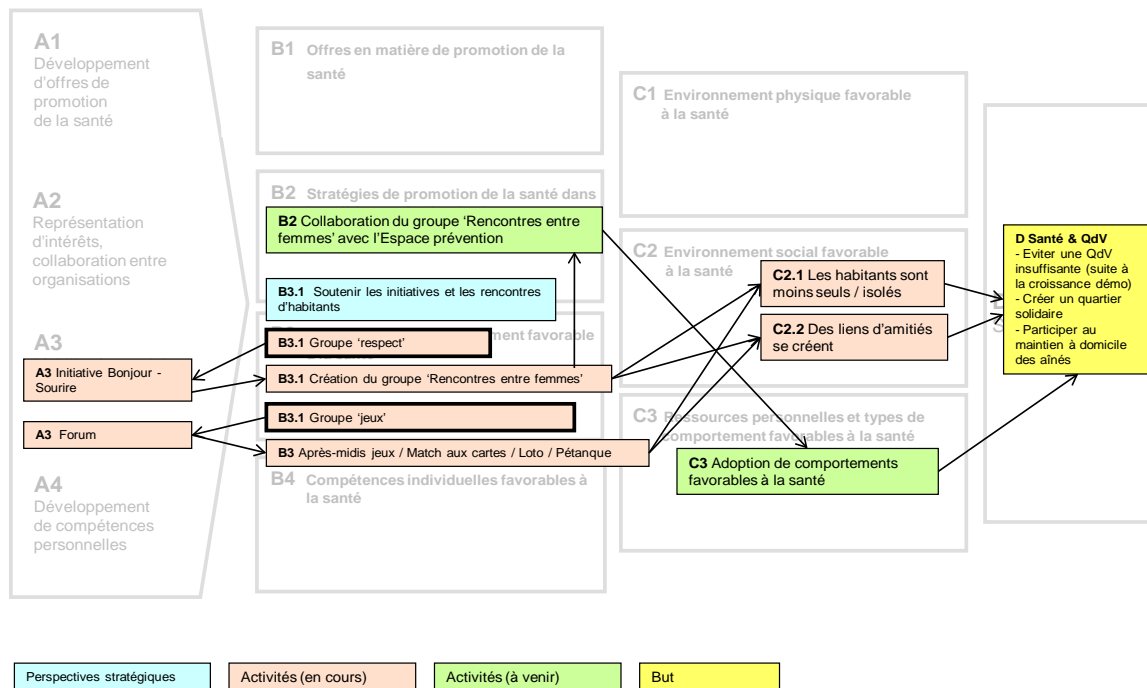 A1
Développement
d'offres de
promotion
de la santé
A2
Représentation
d'intérêts,
collaboration entre
organisations
A3
A3 Initiative Bonjour -
Sourire
A3 Forum
A4
Développement
de compétences
personnelles
B1 Offres en matière de promotion de la
santé
B2 Stratégies de promotion de la santé dans
B2 Collaboration du groupe ‘Rencontres entre
femmes’ avec l’Espace prévention
B3.1 Soutenir les initiatives et les rencontres
d’habitants
favorable
B3.1 Groupe ‘respect’
B3.1 Création du groupe ‘Rencontres entre femmes’
B3.1 Groupe ‘jeux’
B3 Après-midis jeux / Match aux cartes / Loto / Pétanque
B4 Compétences individuelles favorables à
la santé
C1 Environnement physique favorable
à la santé
C2 Environnement social favorable
à la santé
C2.1 Les habitants sont
moins seuls / isolés
C2.2 Des liens d’amitiés
se créent
C3 Ressources personnelles et types de
comportement favorables à la santé
C3 Adoption de comportements
favorables à la santé
D Santé & QdV
- Eviter une QdV
insuffisante (suite à
la croissance démo)
- Créer un quartier
solidaire
- Participer au
maintien à domicile
des aînés
Perspectives stratégiques
Activités (en cours)
Activités (à venir)
But